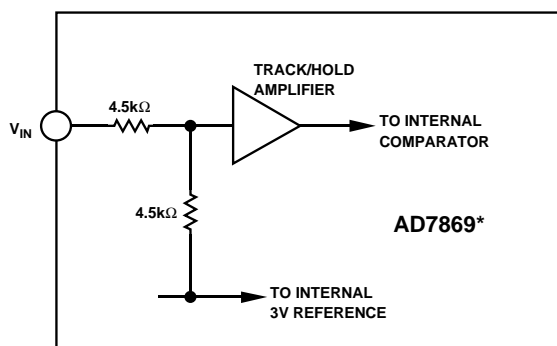 TRACK/HOLD
AMPLIFIER
4.5kΩ
V_IN
TO INTERNAL
COMPARATOR
4.5kΩ
AD7869*
TO INTERNAL
3V REFERENCE